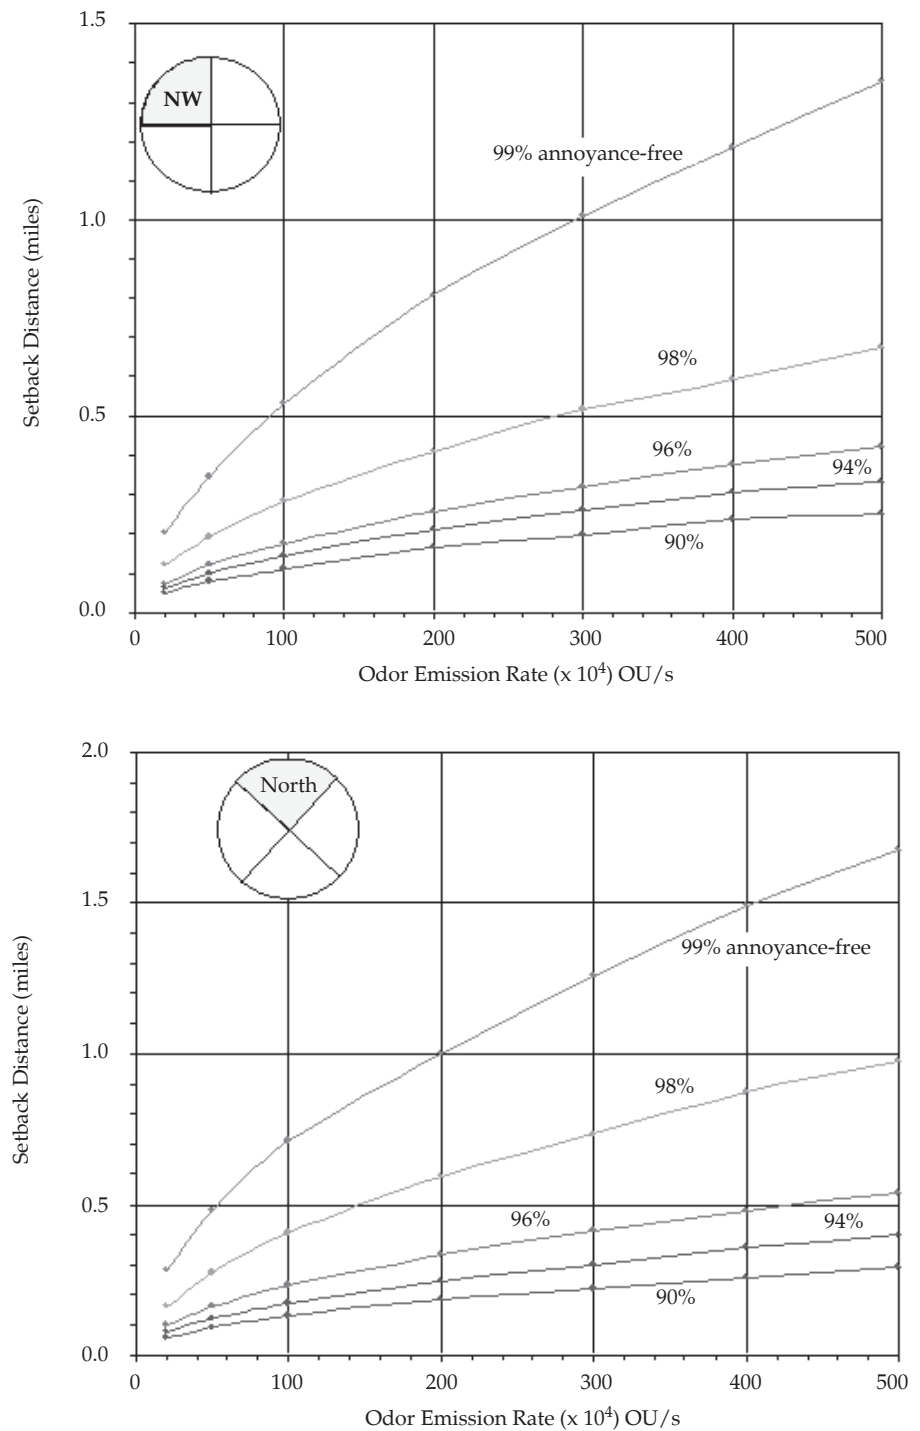 1.5
NW
99% annoyance-free
1.0
Setback Distance (miles)
98%
0.5
96%
94%
90%
0.0
0 100 200 300 400 500
Odor Emission Rate (x 10⁴) OU/s
2.0
North
1.5
99% annoyance-free
Setback Distance (miles)
1.0
98%
0.5
96%
94%
90%
0.0
0 100 200 300 400 500
Odor Emission Rate (x 10⁴) OU/s